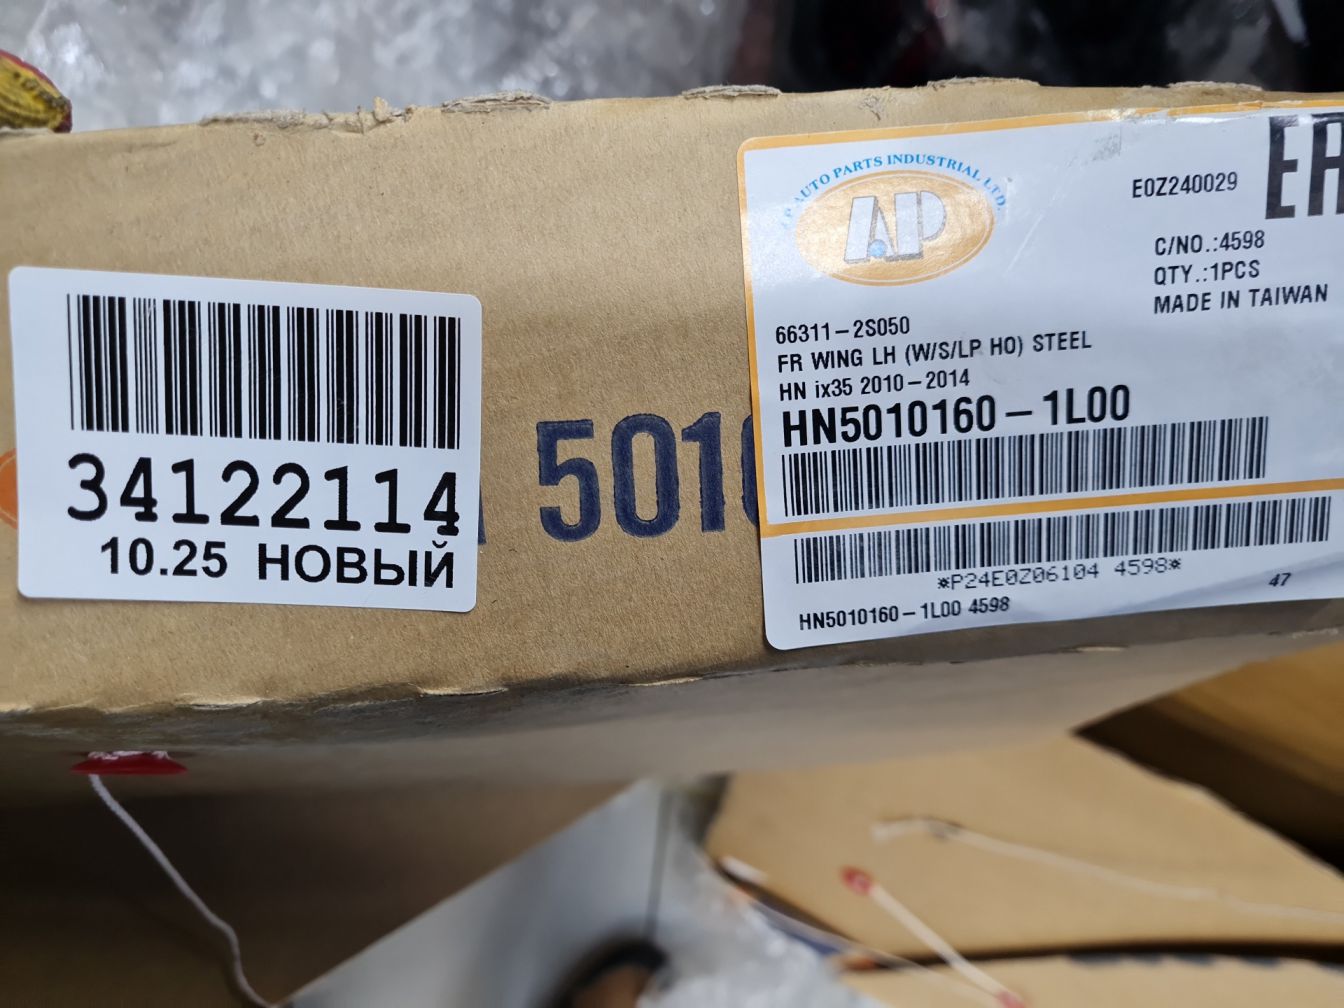 34122114
10.25 НОВЫЙ
5010
AUTO PARTS INDUSTRIAL LTD.
AP
E0Z240029
C/NO.:4598
QTY.:1PCS
MADE IN TAIWAN
66311-2S050
FR WING LH (W/S/LP HO) STEEL
HN ix35 2010-2014
HN5010160-1L00
*P24E0Z06104 4598*
HN5010160-1L00 4598
47